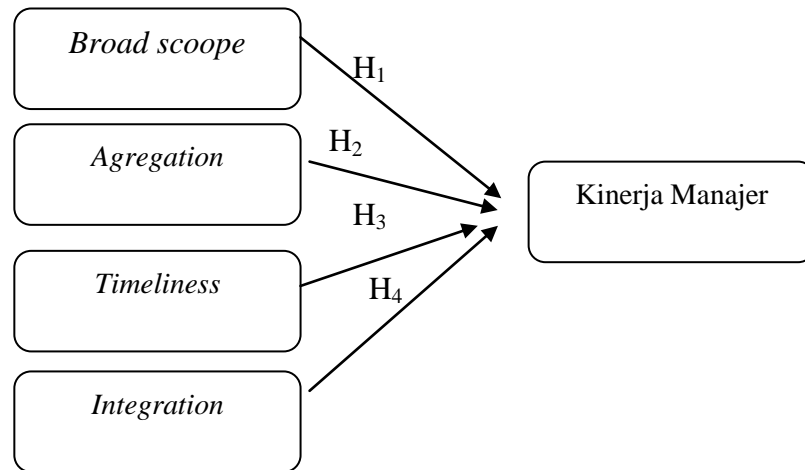 Broad scoope
H₁
Agregation
H₂
Kinerja Manajer
H₃
Timeliness
H₄
Integration